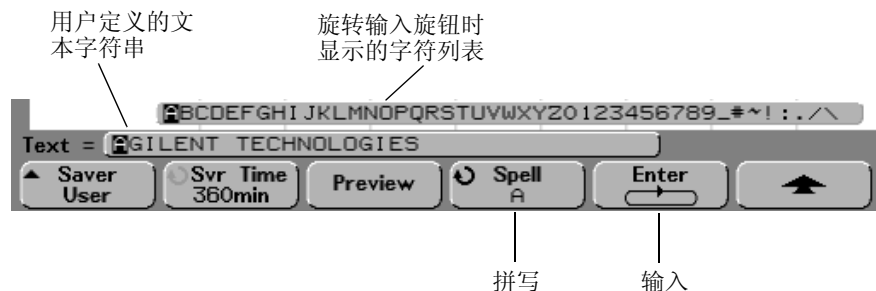 用户定义的文
本字符串
旋转输入旋钮时
显示的字符列表
ABCDEFGHIJKLMNOPQRSTUVWXYZ0123456789_#~!:./\
Text = AGILENT TECHNOLOGIES
Saver
User
Svr Time
360min
Preview
Spell
A
Enter
拼写
输入